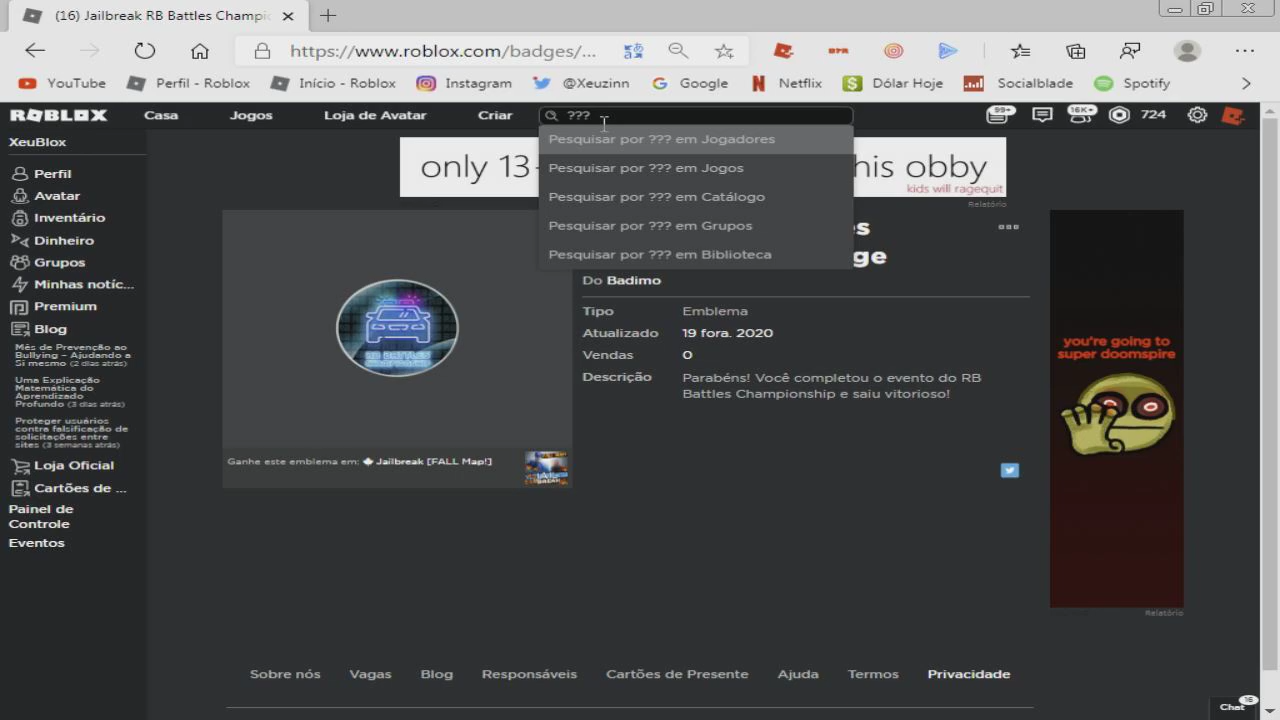 (16) Jailbreak RB Battles Champic
https://www.roblox.com/badges/...
YouTube
Perfil - Roblox
Início - Roblox
Instagram
@Xeuzinn
Google
Netflix
Dólar Hoje
Socialblade
Spotify
ROBLOX
Casa
Jogos
Loja de Avatar
Criar
???
99+
16K+
724
Pesquisar por ??? em Jogadores
Pesquisar por ??? em Jogos
Pesquisar por ??? em Catálogo
Pesquisar por ??? em Grupos
Pesquisar por ??? em Biblioteca
XeuBlox
Perfil
Avatar
Inventário
Dinheiro
Grupos
Minhas notíc...
Premium
Blog
Mês de Prevenção ao
Bullying – Ajudando a
Si mesmo (2 dias atrás)
Uma Explicação
Matemática do
Aprendizado
Profundo (3 dias atrás)
Proteger usuários
contra falsificação de
solicitações entre
sites (3 semanas atrás)
Loja Oficial
Cartões de ...
Painel de
Controle
Eventos
only 13- his obby
kids will ragequit
Relatório
s
ge
Do Badimo
Tipo Emblema
Atualizado 19 fora. 2020
Vendas 0
Descrição Parabéns! Você completou o evento do RB
Battles Championship e saiu vitorioso!
RB BATTLES
Ganhe este emblema em: Jailbreak [FALL Map!]
you're going to
super doomspire
Relatório
Sobre nós
Vagas
Blog
Responsáveis
Cartões de Presente
Ajuda
Termos
Privacidade
Chat
16